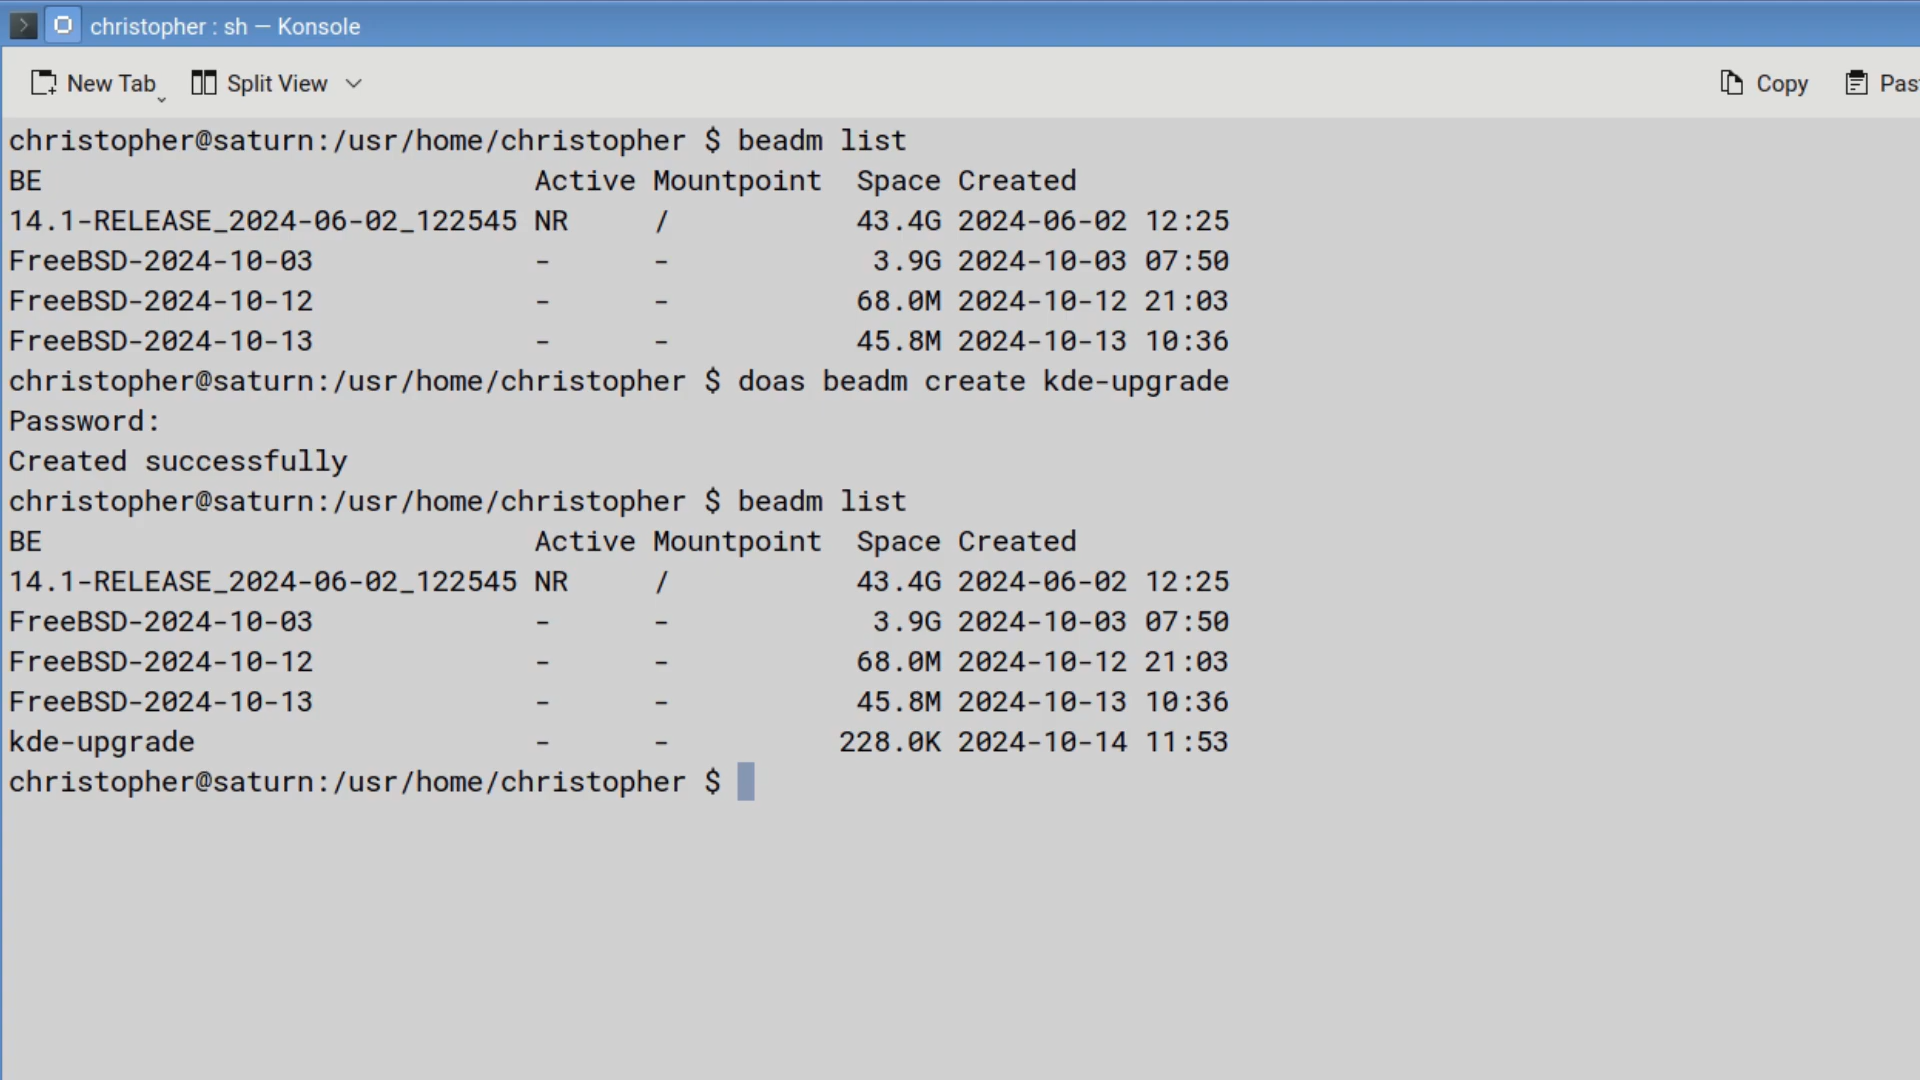 christopher : sh — Konsole
New Tab Split View Copy Pas
christopher@saturn:/usr/home/christopher $ beadm list
BE                             Active Mountpoint  Space Created
14.1-RELEASE_2024-06-02_122545 NR     /           43.4G 2024-06-02 12:25
FreeBSD-2024-10-03             -      -            3.9G 2024-10-03 07:50
FreeBSD-2024-10-12             -      -           68.0M 2024-10-12 21:03
FreeBSD-2024-10-13             -      -           45.8M 2024-10-13 10:36
christopher@saturn:/usr/home/christopher $ doas beadm create kde-upgrade
Password:
Created successfully
christopher@saturn:/usr/home/christopher $ beadm list
BE                             Active Mountpoint  Space Created
14.1-RELEASE_2024-06-02_122545 NR     /           43.4G 2024-06-02 12:25
FreeBSD-2024-10-03             -      -            3.9G 2024-10-03 07:50
FreeBSD-2024-10-12             -      -           68.0M 2024-10-12 21:03
FreeBSD-2024-10-13             -      -           45.8M 2024-10-13 10:36
kde-upgrade                    -      -          228.0K 2024-10-14 11:53
christopher@saturn:/usr/home/christopher $